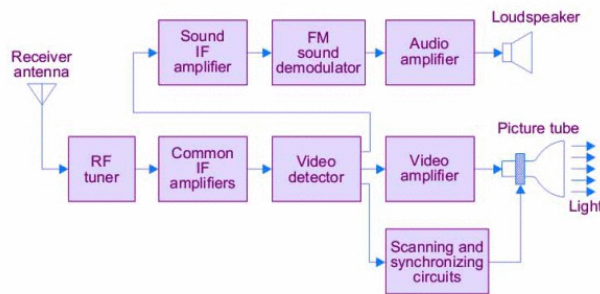 Loudspeaker
Sound
IF
amplifier
FM
sound
demodulator
Audio
amplifier
Receiver
antenna
Picture tube
RF
tuner
Common
IF
amplifiers
Video
detector
Video
amplifier
Light
Scanning and
synchronizing
circuits